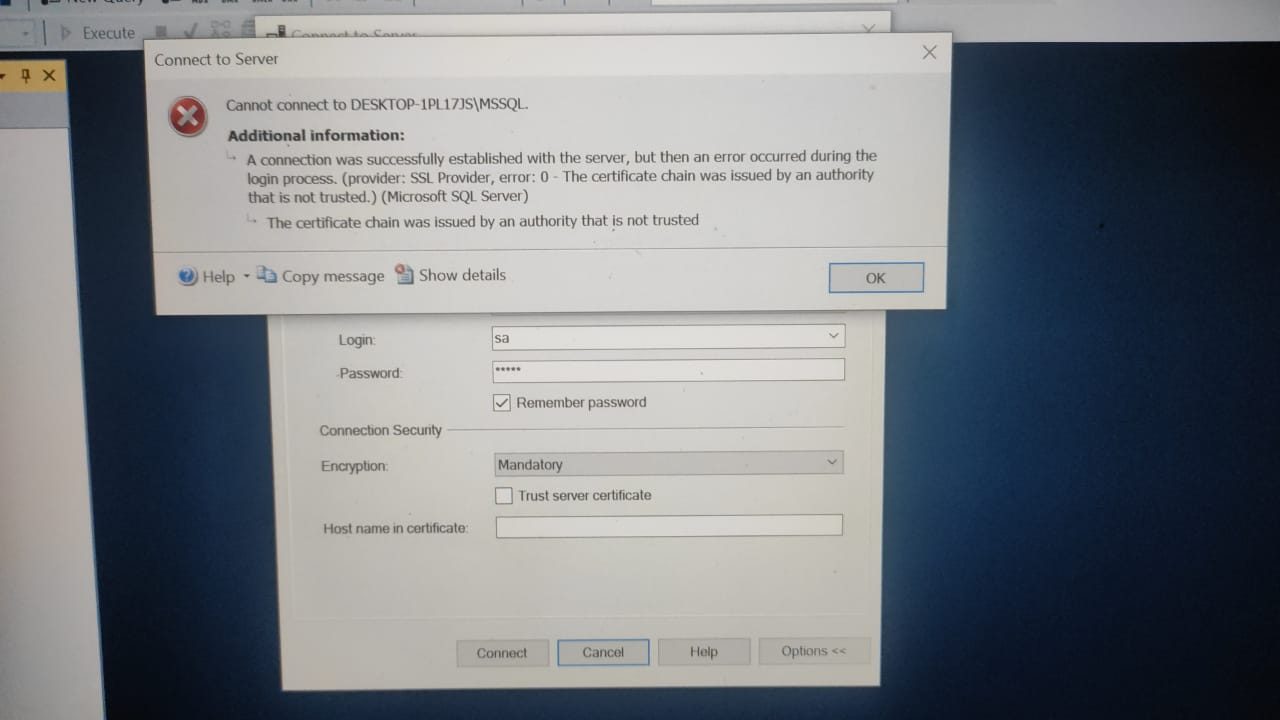 New Query
Execute
Connect to Server
Connect to Server
Cannot connect to DESKTOP-1PL17JS\MSSQL.
Additional information:
A connection was successfully established with the server, but then an error occurred during the
login process. (provider: SSL Provider, error: 0 - The certificate chain was issued by an authority
that is not trusted.) (Microsoft SQL Server)
The certificate chain was issued by an authority that is not trusted
Help
Copy message
Show details
OK
Login:
sa
Password:
*****
Remember password
Connection Security
Encryption:
Mandatory
Trust server certificate
Host name in certificate:
Connect
Cancel
Help
Options <<